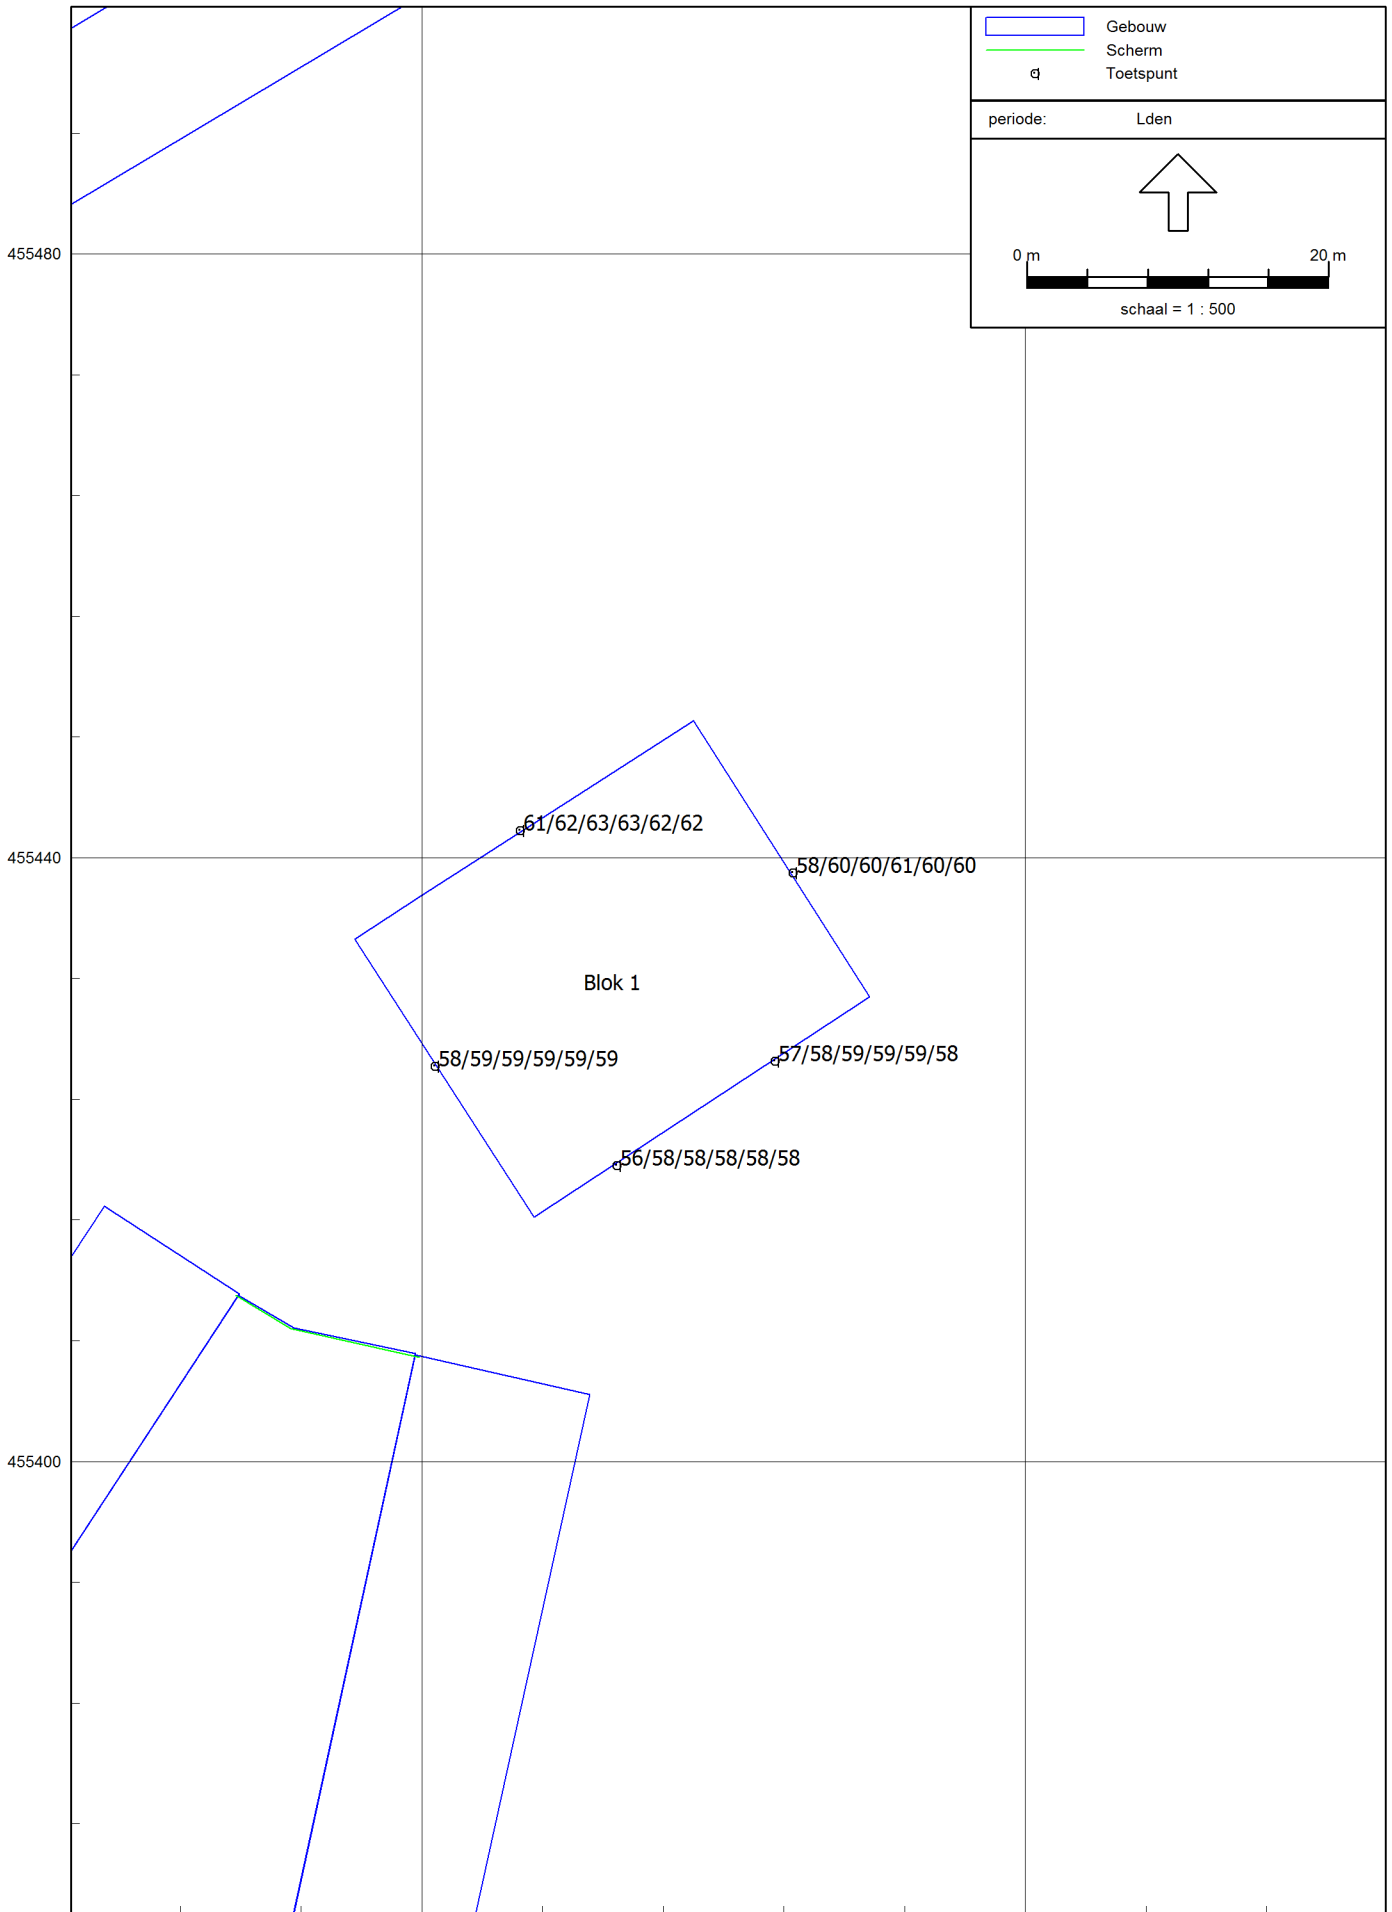 Gebouw
Scherm
Toetspunt
periode: Lden
455480
0 m 20 m
schaal = 1 : 500
61/62/63/63/62/62
455440
58/60/60/61/60/60
Blok 1
58/59/59/59/59/59
57/58/59/59/59/58
56/58/58/58/58/58
455400